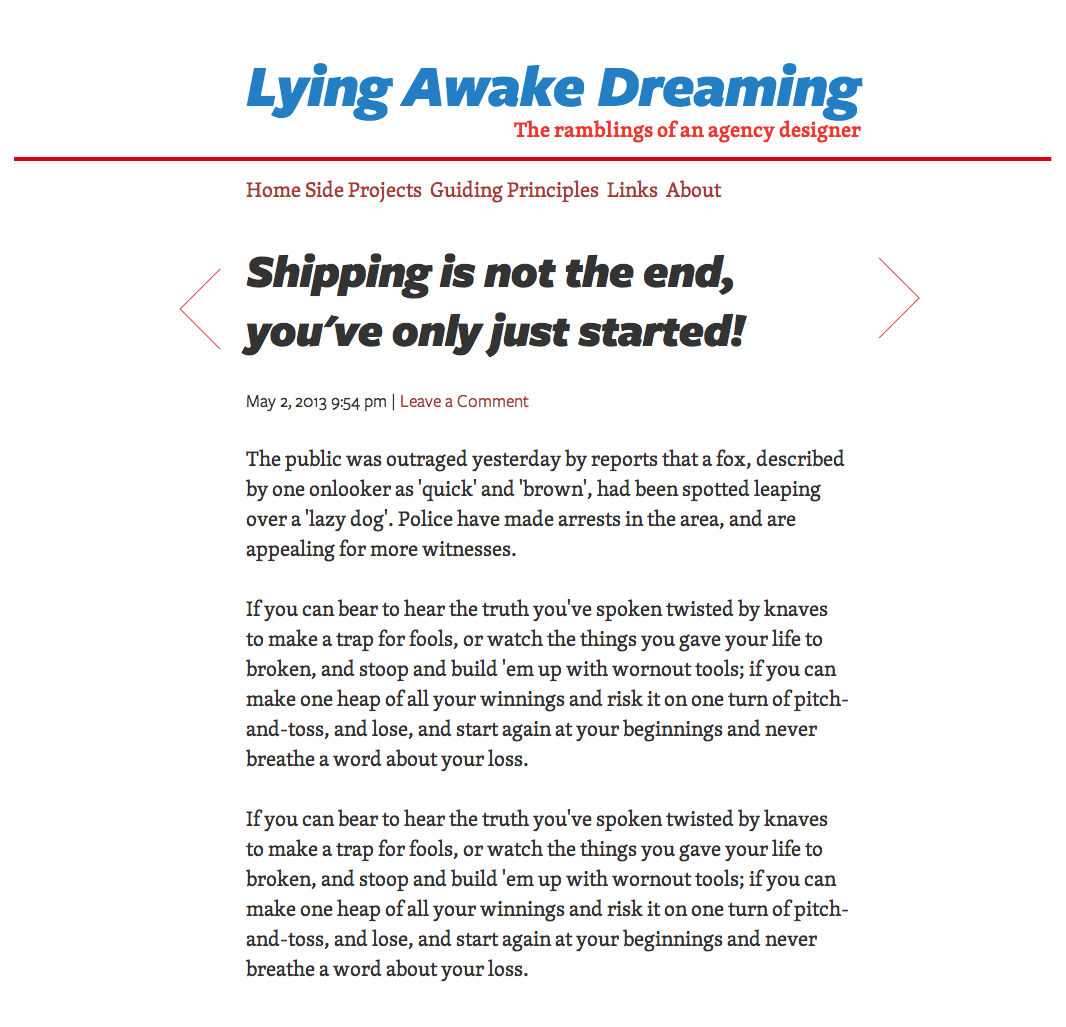 Lying Awake Dreaming
The ramblings of an agency designer
Home Side Projects Guiding Principles Links About
Shipping is not the end,
you′ve only just started!
May 2, 2013 9:54 pm | Leave a Comment
The public was outraged yesterday by reports that a fox, described
by one onlooker as 'quick' and 'brown', had been spotted leaping
over a 'lazy dog'. Police have made arrests in the area, and are
appealing for more witnesses.
If you can bear to hear the truth you've spoken twisted by knaves
to make a trap for fools, or watch the things you gave your life to
broken, and stoop and build 'em up with wornout tools; if you can
make one heap of all your winnings and risk it on one turn of pitch-
and-toss, and lose, and start again at your beginnings and never
breathe a word about your loss.
If you can bear to hear the truth you've spoken twisted by knaves
to make a trap for fools, or watch the things you gave your life to
broken, and stoop and build 'em up with wornout tools; if you can
make one heap of all your winnings and risk it on one turn of pitch-
and-toss, and lose, and start again at your beginnings and never
breathe a word about your loss.